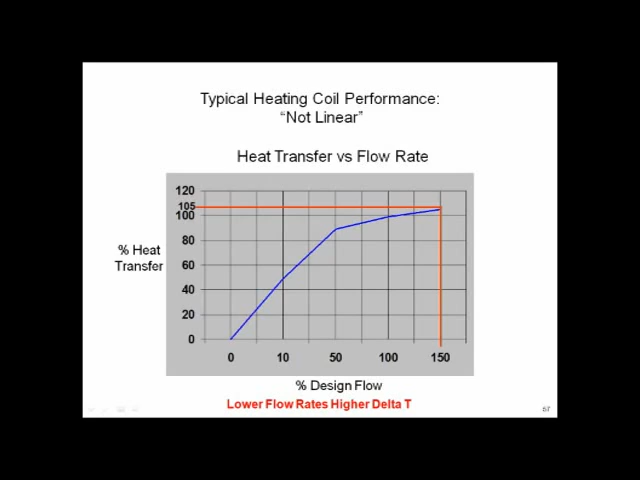 Typical Heating Coil Performance:
“Not Linear”
Heat Transfer vs Flow Rate
120
105
100
80
60
40
20
0
% Heat
Transfer
0 10 50 100 150
% Design Flow
Lower Flow Rates Higher Delta T
57